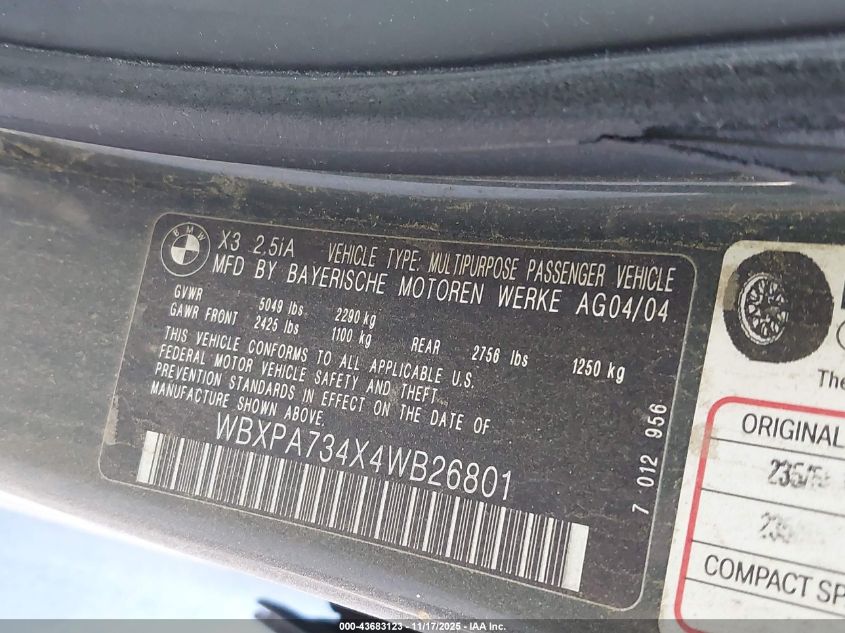 BMW
X3 2.5iA VEHICLE TYPE: MULTIPURPOSE PASSENGER VEHICLE
MFD BY BAYERISCHE MOTOREN WERKE AG04/04
GVWR 5049 lbs 2290 kg
GAWR FRONT 2425 lbs 1100 kg REAR 2756 lbs 1250 kg
THIS VEHICLE CONFORMS TO ALL APPLICABLE U.S.
FEDERAL MOTOR VEHICLE SAFETY AND THEFT
PREVENTION STANDARDS IN EFFECT ON THE DATE OF
MANUFACTURE SHOWN ABOVE.
WBXPA734X4WB26801
7 012 956
The
ORIGINAL
COMPACT SP
000-43683123 - 11/17/2025 - IAA Inc.